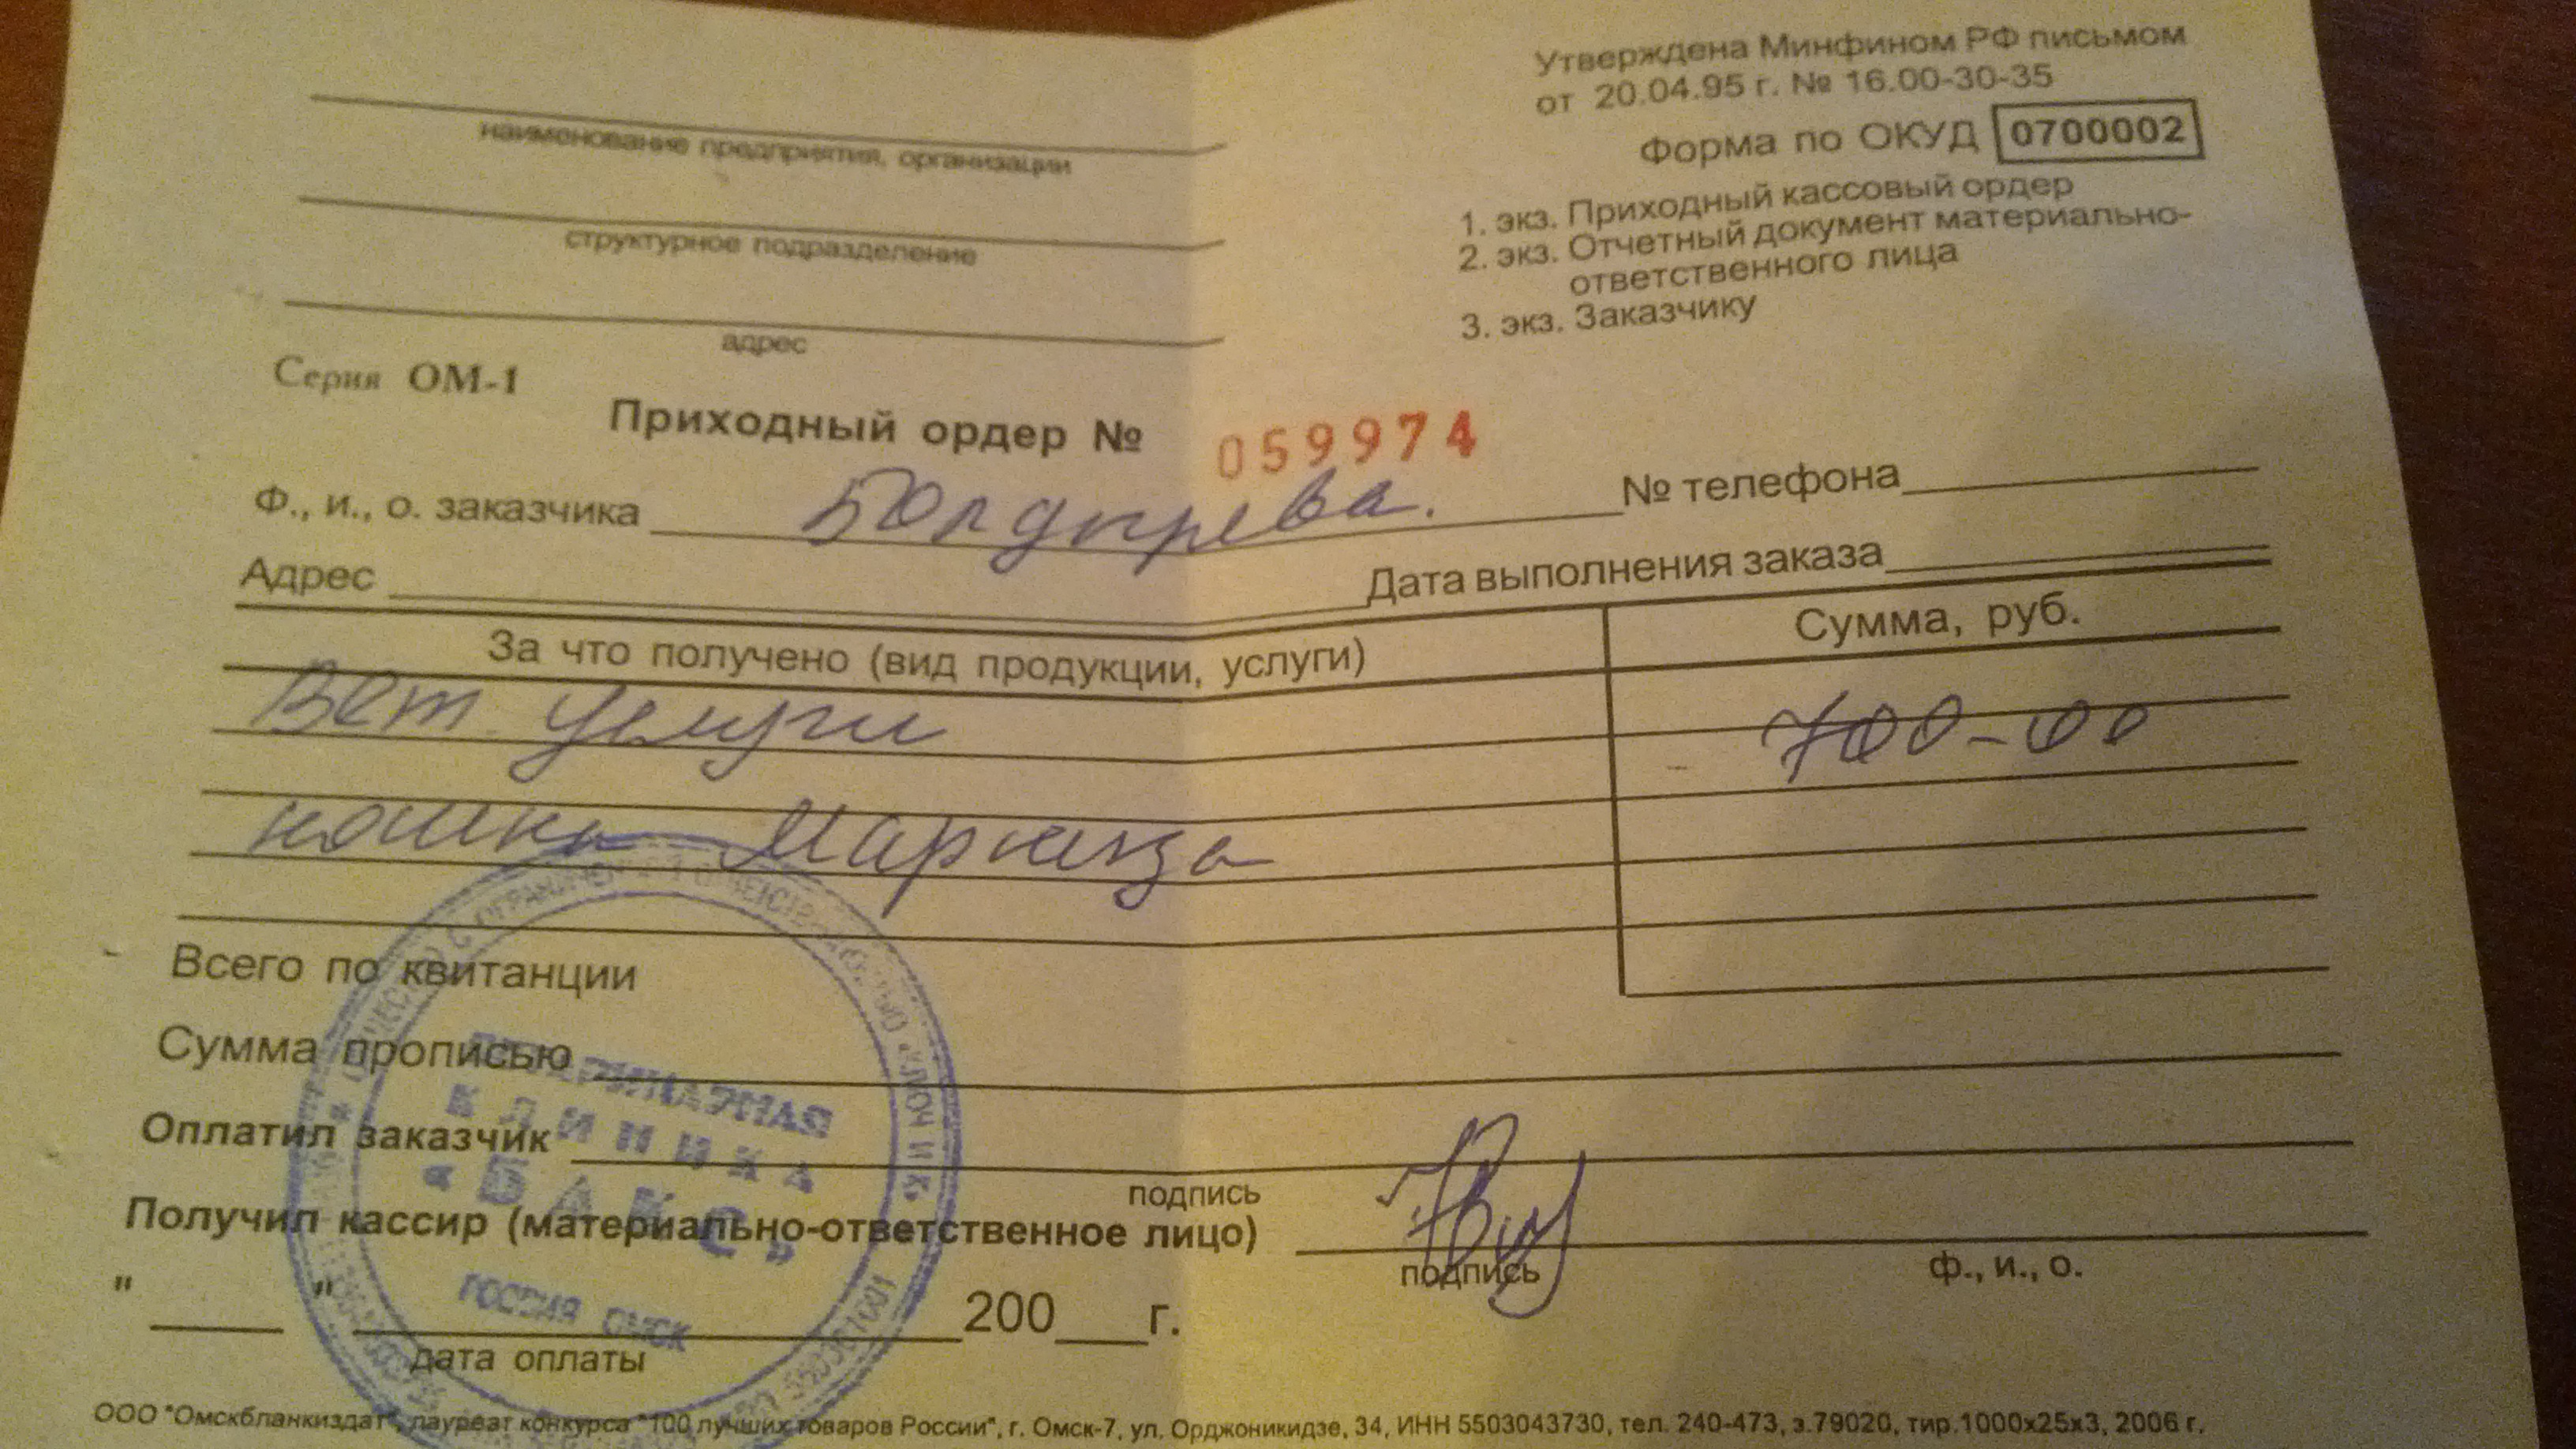 Утверждена Минфином РФ письмом
от 20.04.95 г. № 16.00-30-35
Форма по ОКУД 0700002
1. экз. Приходный кассовый ордер
2. экз. Отчетный документ материально-
ответственного лица
3. экз. Заказчику
наименование предприятия, организации
структурное подразделение
адрес
Серия ОМ-1
Приходный ордер № 059974
Ф., и., о. заказчика Болдырева. № телефона
Адрес Дата выполнения заказа
За что получено (вид продукции, услуги) Сумма, руб.
Вет. услуги 700-00
кошка Маркиза
Всего по квитанции
Сумма прописью
Оплатил заказчик
подпись
Получил кассир (материально-ответственное лицо)
подпись ф., и., о.
" " 200 г.
дата оплаты
ВЕТЕРИНАРНАЯ
КЛИНИКА
«БАКС»
РОССИЯ ОМСК
ООО "Омскбланкиздат", лауреат конкурса "100 лучших товаров России", г. Омск-7, ул. Орджоникидзе, 34, ИНН 5503043730, тел. 240-473, з.79020, тир.1000х25х3, 2006 г.